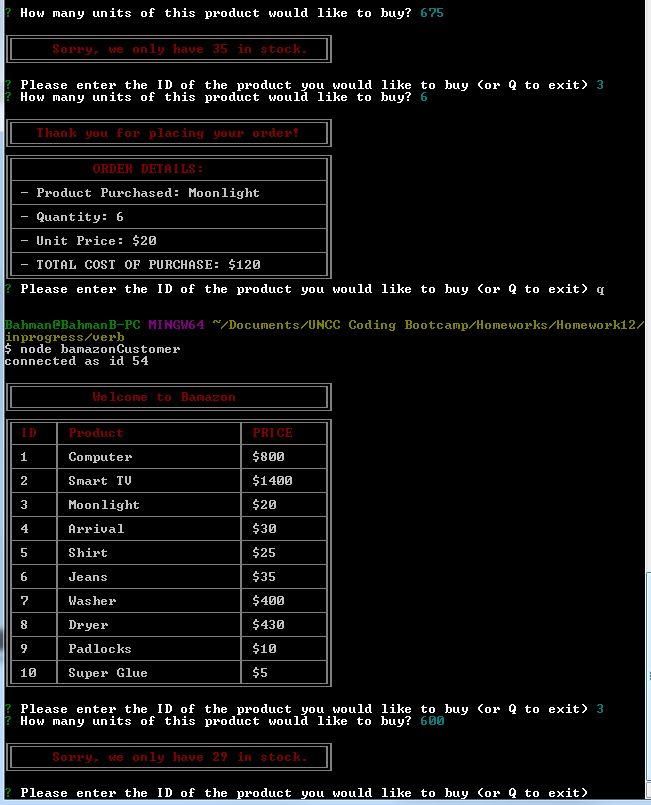 ? How many units of this product would like to buy? 675
Sorry, we only have 35 in stock.
? Please enter the ID of the product you would like to buy (or Q to exit) 3
? How many units of this product would like to buy? 6
Thank you for placing your order!
ORDER DETAILS:
- Product Purchased: Moonlight
- Quantity: 6
- Unit Price: $20
- TOTAL COST OF PURCHASE: $120
? Please enter the ID of the product you would like to buy (or Q to exit) q
Bahman@BahmanB-PC MINGW64 ~/Documents/UNCC Coding Bootcamp/Homeworks/Homework12/
inprogress/verb
$ node bamazonCustomer
connected as id 54
Welcome to Bamazon
ID Product PRICE
1 Computer $800
2 Smart TV $1400
3 Moonlight $20
4 Arrival $30
5 Shirt $25
6 Jeans $35
7 Washer $400
8 Dryer $430
9 Padlocks $10
10 Super Glue $5
? Please enter the ID of the product you would like to buy (or Q to exit) 3
? How many units of this product would like to buy? 600
Sorry, we only have 29 in stock.
? Please enter the ID of the product you would like to buy (or Q to exit)